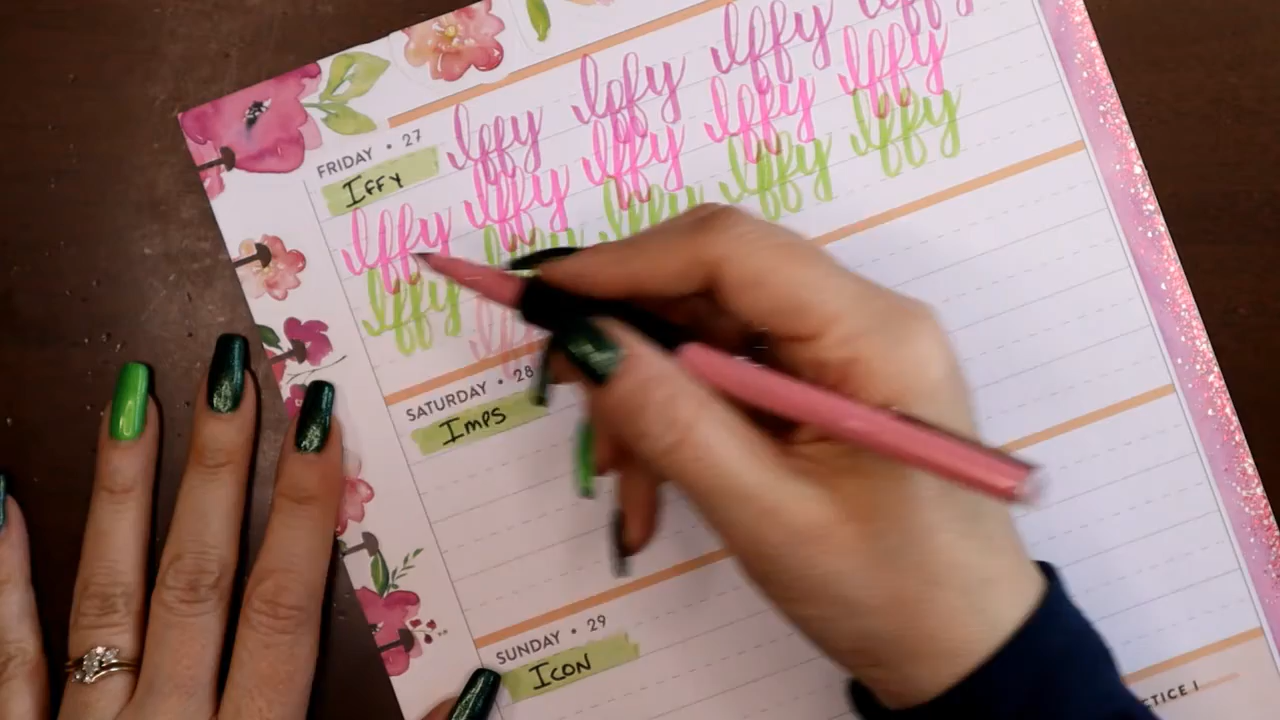 Iffy Iffy Iffy Iffy
FRIDAY • 27
IFFY
Iffy Iffy Iffy Iffy Iffy
Iffy Iffy Iffy Iffy Iffy
SATURDAY • 28
IMPS
SUNDAY • 29
ICON